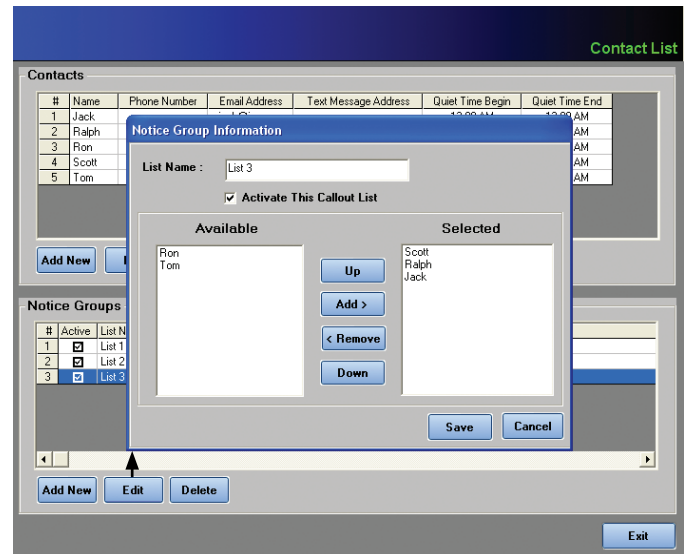 Contact List
Contacts
# Name Phone Number Email Address Text Message Address Quiet Time Begin Quiet Time End
1 Jack
2 Ralph AM
3 Ron AM
4 Scott AM
5 Tom AM
Notice Group Information
List Name : List 3
Activate This Callout List
Available Selected
Ron
Tom
Scott
Ralph
Jack
Up
Add >
< Remove
Down
Save Cancel
Add New
Notice Groups
# Active List N
1 List 1
2 List 2
3 List 3
Add New Edit Delete
Exit